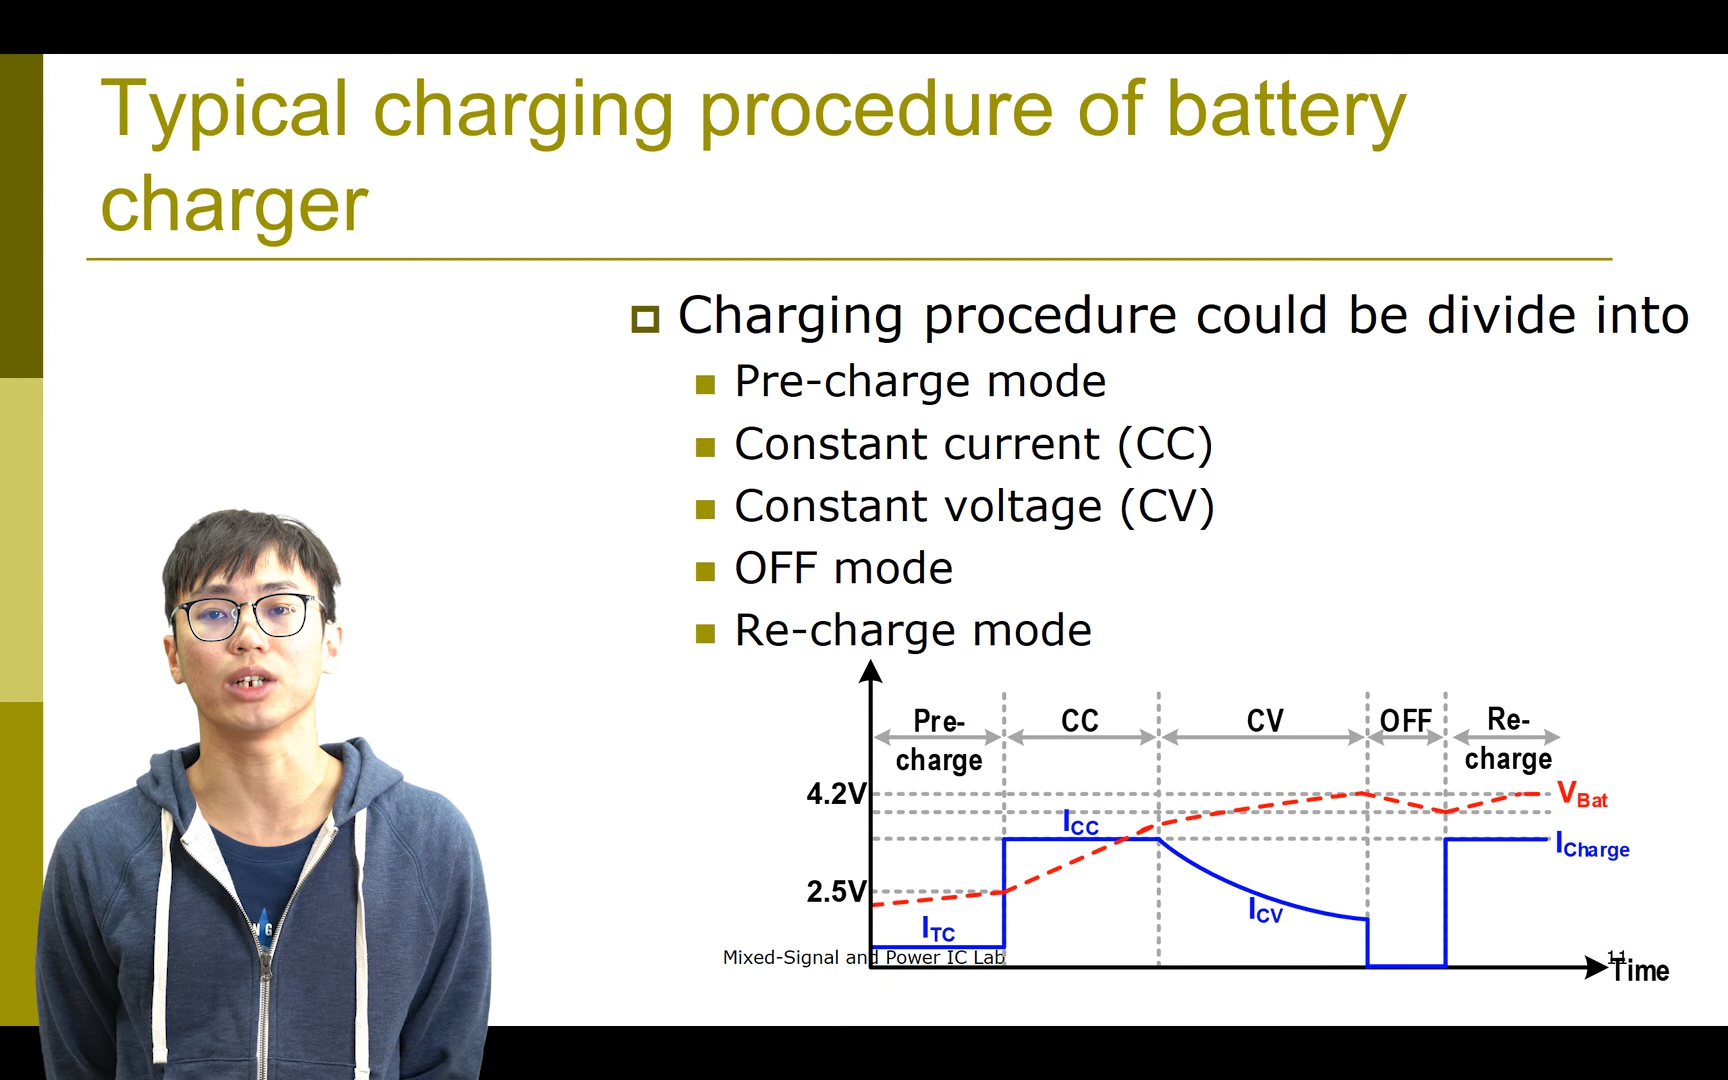 Typical charging procedure of battery
charger
Charging procedure could be divide into
Pre-charge mode
Constant current (CC)
Constant voltage (CV)
OFF mode
Re-charge mode
Pre-
charge
CC
CV
OFF
Re-
charge
4.2V
VBat
ICC
ICharge
2.5V
ICV
ITC
Mixed-Signal and Power IC Lab
11
Time